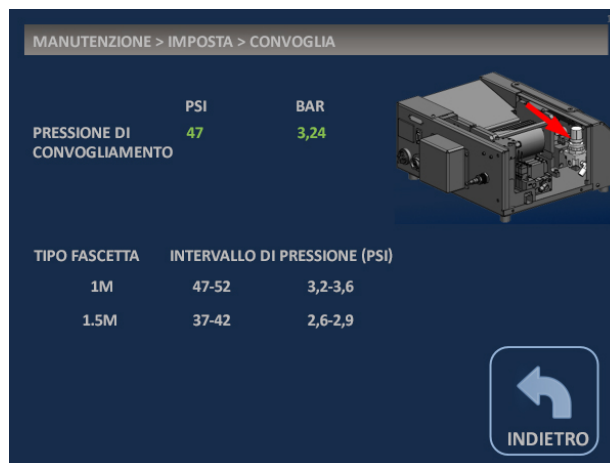 MANUTENZIONE > IMPOSTA > CONVOGLIA
PSI BAR
PRESSIONE DI 47 3,24
CONVOGLIAMENTO
TIPO FASCETTA INTERVALLO DI PRESSIONE (PSI)
1M 47-52 3,2-3,6
1.5M 37-42 2,6-2,9
INDIETRO